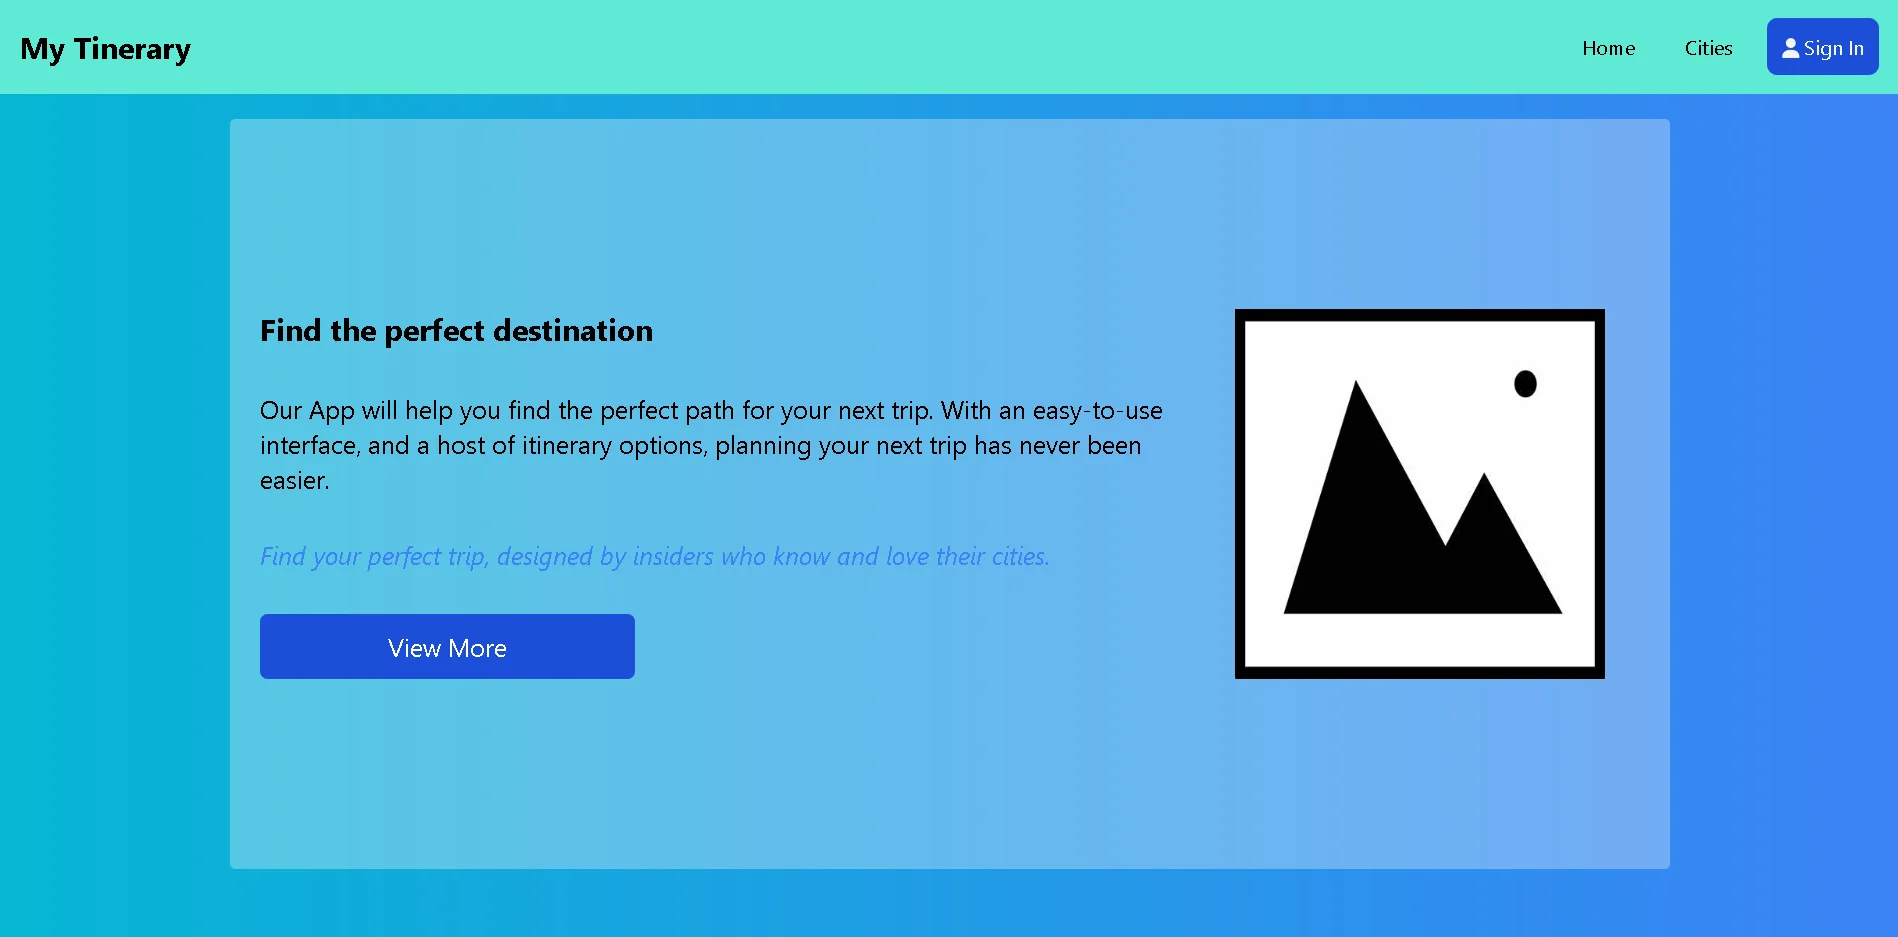 My Tinerary
Home
Cities
Sign In
Find the perfect destination
Our App will help you find the perfect path for your next trip. With an easy-to-use
interface, and a host of itinerary options, planning your next trip has never been
easier.
Find your perfect trip, designed by insiders who know and love their cities.
View More